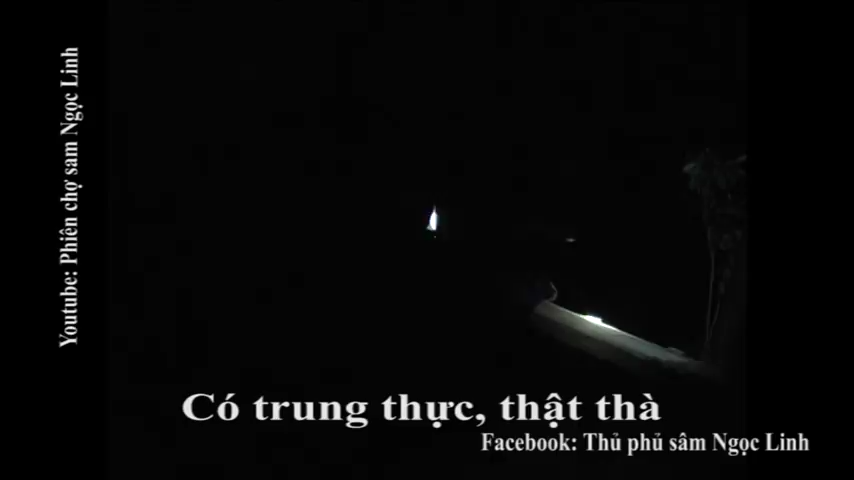 Youtube: Phiên chợ sam Ngọc Linh
Có trung thực, thật thà
Facebook: Thủ phủ sâm Ngọc Linh